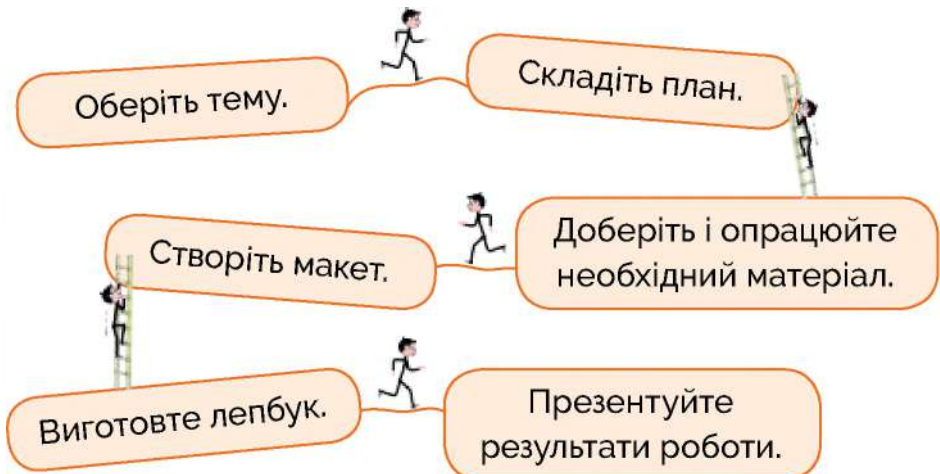 Оберіть тему.
Складіть план.
Доберіть і опрацюйте
необхідний матеріал.
Створіть макет.
Виготовте лепбук.
Презентуйте
результати роботи.